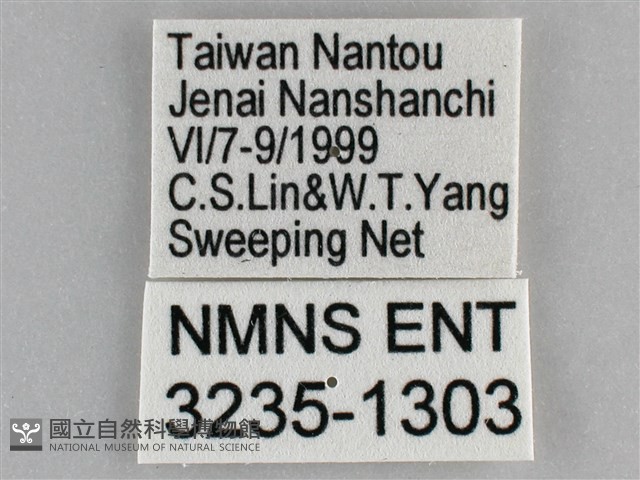 Taiwan Nantou
Jenai Nanshanchi
VI/7-9/1999
C.S.Lin&W.T.Yang
Sweeping Net
NMNS ENT
3235-1303
國立自然科學博物館
NATIONAL MUSEUM OF NATURAL SCIENCE